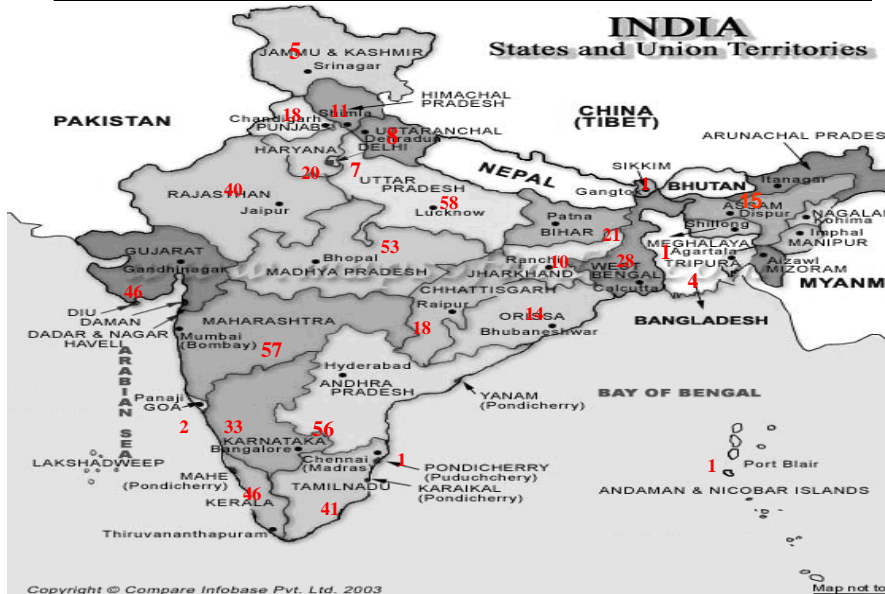 INDIA
States and Union Territories
5
JAMMU & KASHMIR
Srinagar
HIMACHAL
PRADESH
11
Shimla
18
Chandigarh
PUNJAB
PAKISTAN
CHINA
(TIBET)
UTTARANCHAL
8
Dehradun
ARUNACHAL PRADES
HARYANA
DELHI
20
7
NEPAL
SIKKIM
1
Gangtok
BHUTAN
Itanagar
40
RAJASTHAN
Jaipur
UTTAR
PRADESH
58
Lucknow
15
ASSAM
Dispur
NAGALAN
Kohima
Shillong
Patna
BIHAR
21
Imphal
MANIPUR
MEGHALAYA
1
Agartala
TRIPURA
Aizawl
MIZORAM
53
GUJARAT
Gandhinagar
Bhopal
MADHYA PRADESH
Ranchi
10
JHARKHAND
28
WEST
BENGAL
Calcutta
4
MYANM
46
CHHATTISGARH
Raipur
14
ORISSA
Bhubaneshwar
18
BANGLADESH
DIU
DAMAN
DADAR & NAGAR
HAVELI
MAHARASHTRA
Mumbai
(Bombay)
57
ARABIAN SEA
Hyderabad
ANDHRA
PRADESH
YANAM
(Pondicherry)
BAY OF BENGAL
Panaji
GOA
2
33
56
KARNATAKA
Bangalore
Chennai
(Madras)
1
PONDICHERRY
(Puduchchery)
KARAIKAL
(Pondicherry)
LAKSHADWEEP
MAHE
(Pondicherry)
46
KERALA
TAMILNADU
41
1
Port Blair
ANDAMAN & NICOBAR ISLANDS
Thiruvananthapuram
Copyright © Compare Infobase Pvt. Ltd. 2003
Map not to